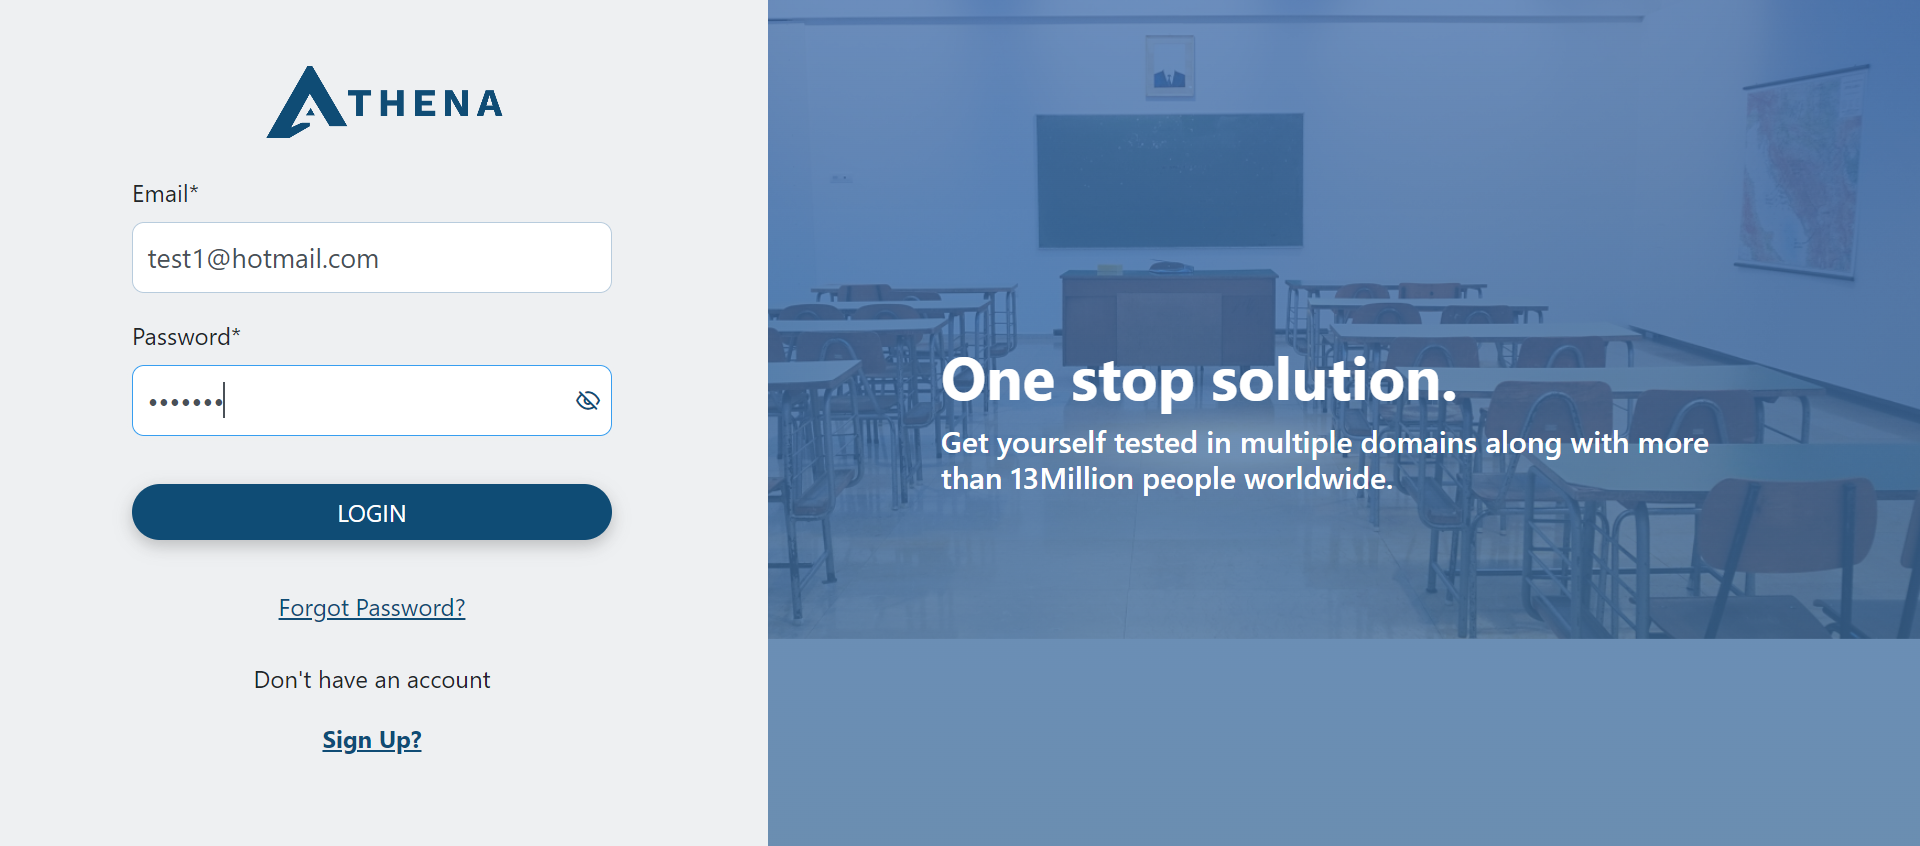 ATHENA
Email*
test1@hotmail.com
Password*
•••••••
LOGIN
Forgot Password?
Don't have an account
Sign Up?
One stop solution.
Get yourself tested in multiple domains along with more
than 13Million people worldwide.